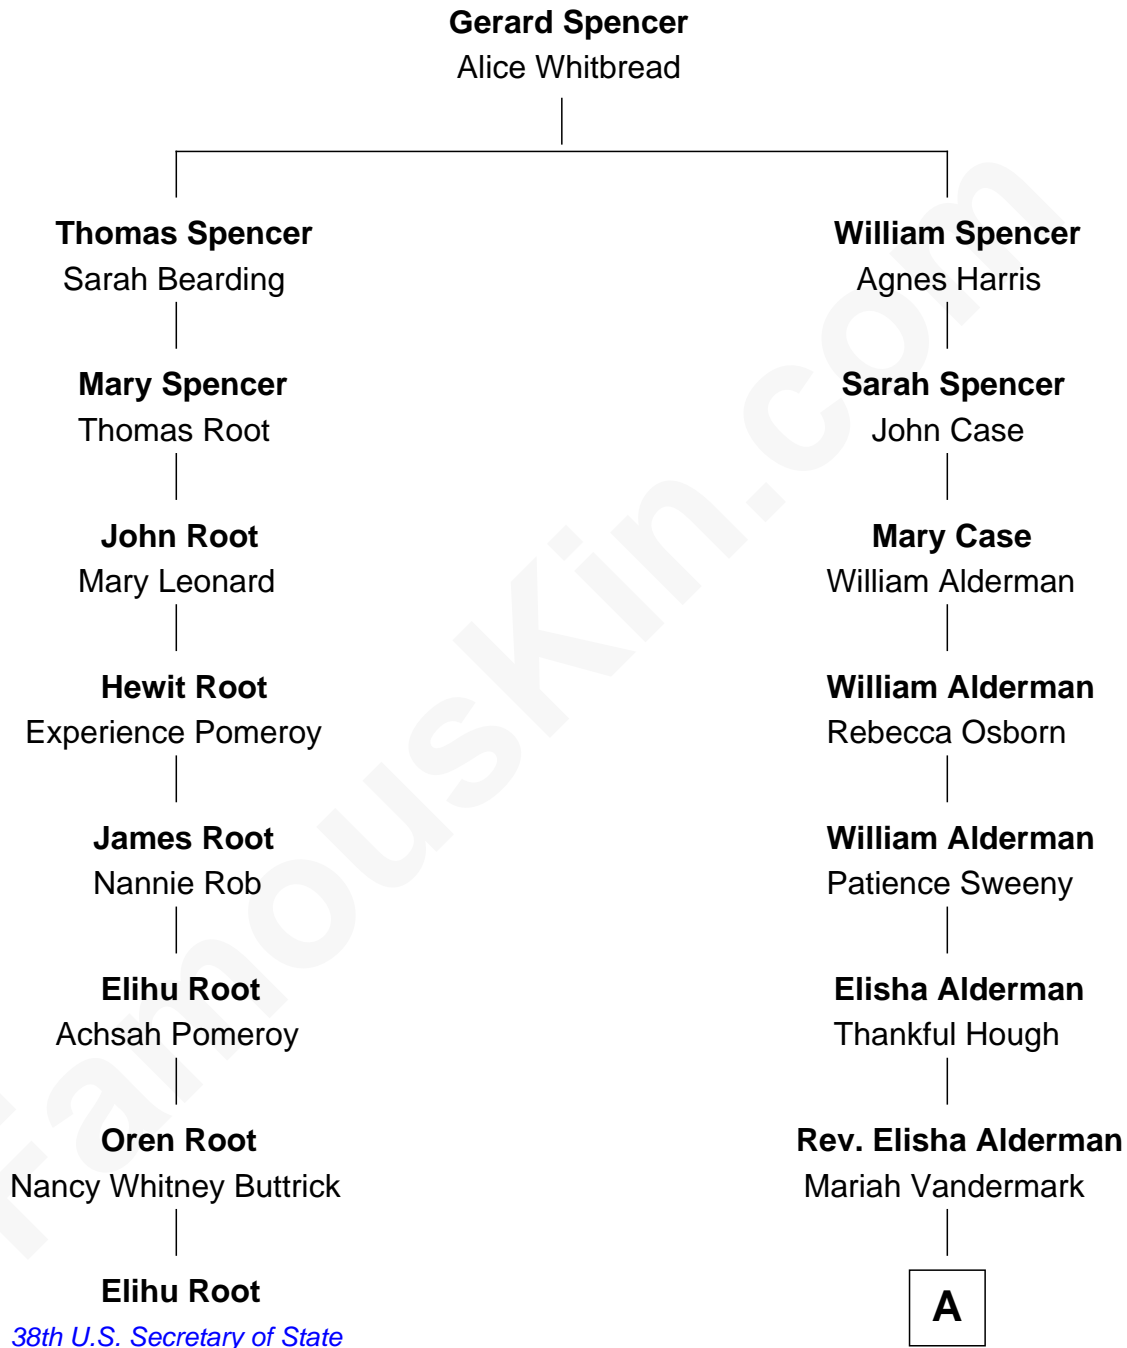 Gerard Spencer
Alice Whitbread
Thomas Spencer
Sarah Bearding
William Spencer
Agnes Harris
Mary Spencer
Thomas Root
Sarah Spencer
John Case
John Root
Mary Leonard
Mary Case
William Alderman
Hewit Root
Experience Pomeroy
William Alderman
Rebecca Osborn
James Root
Nannie Rob
William Alderman
Patience Sweeny
Elihu Root
Achsah Pomeroy
Elisha Alderman
Thankful Hough
Oren Root
Nancy Whitney Buttrick
Rev. Elisha Alderman
Mariah Vandermark
Elihu Root
38th U.S. Secretary of State
A
FamousKin.com